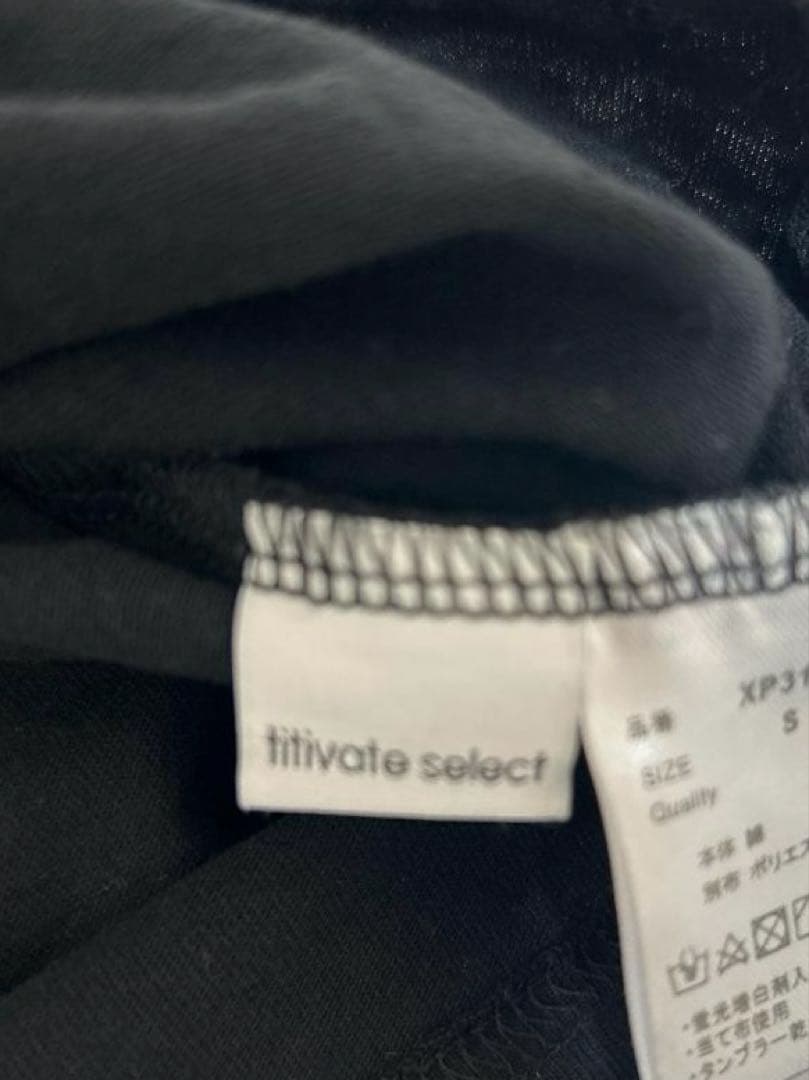 titivate select
品番 XP31
SIZE S
Quality
本体 綿
別布 ポリエス
・蛍光増白剤入
・当て布使用
・タンブラー乾